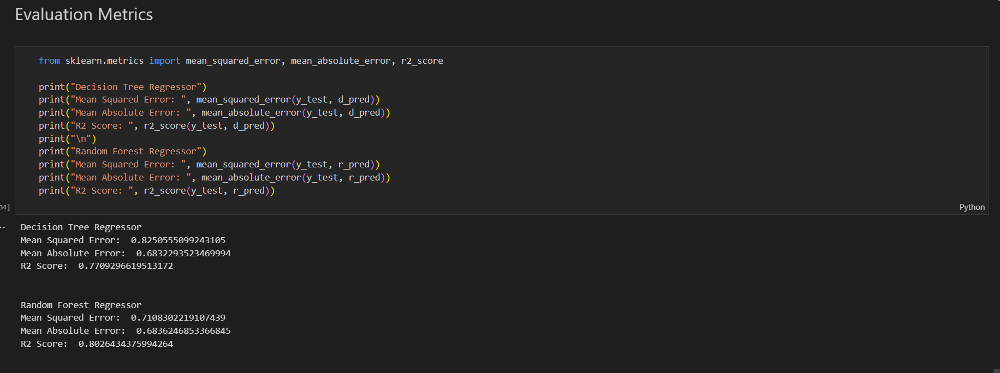 Evaluation Metrics
from sklearn.metrics import mean_squared_error, mean_absolute_error, r2_score
print("Decision Tree Regressor")
print("Mean Squared Error: ", mean_squared_error(y_test, d_pred))
print("Mean Absolute Error: ", mean_absolute_error(y_test, d_pred))
print("R2 Score: ", r2_score(y_test, d_pred))
print("\n")
print("Random Forest Regressor")
print("Mean Squared Error: ", mean_squared_error(y_test, r_pred))
print("Mean Absolute Error: ", mean_absolute_error(y_test, r_pred))
print("R2 Score: ", r2_score(y_test, r_pred))
34]
Python
Decision Tree Regressor
Mean Squared Error:  0.8250555099243105
Mean Absolute Error:  0.6832293523469994
R2 Score:  0.7709296619513172
Random Forest Regressor
Mean Squared Error:  0.7108302219107439
Mean Absolute Error:  0.6836246853366845
R2 Score:  0.8026434375994264